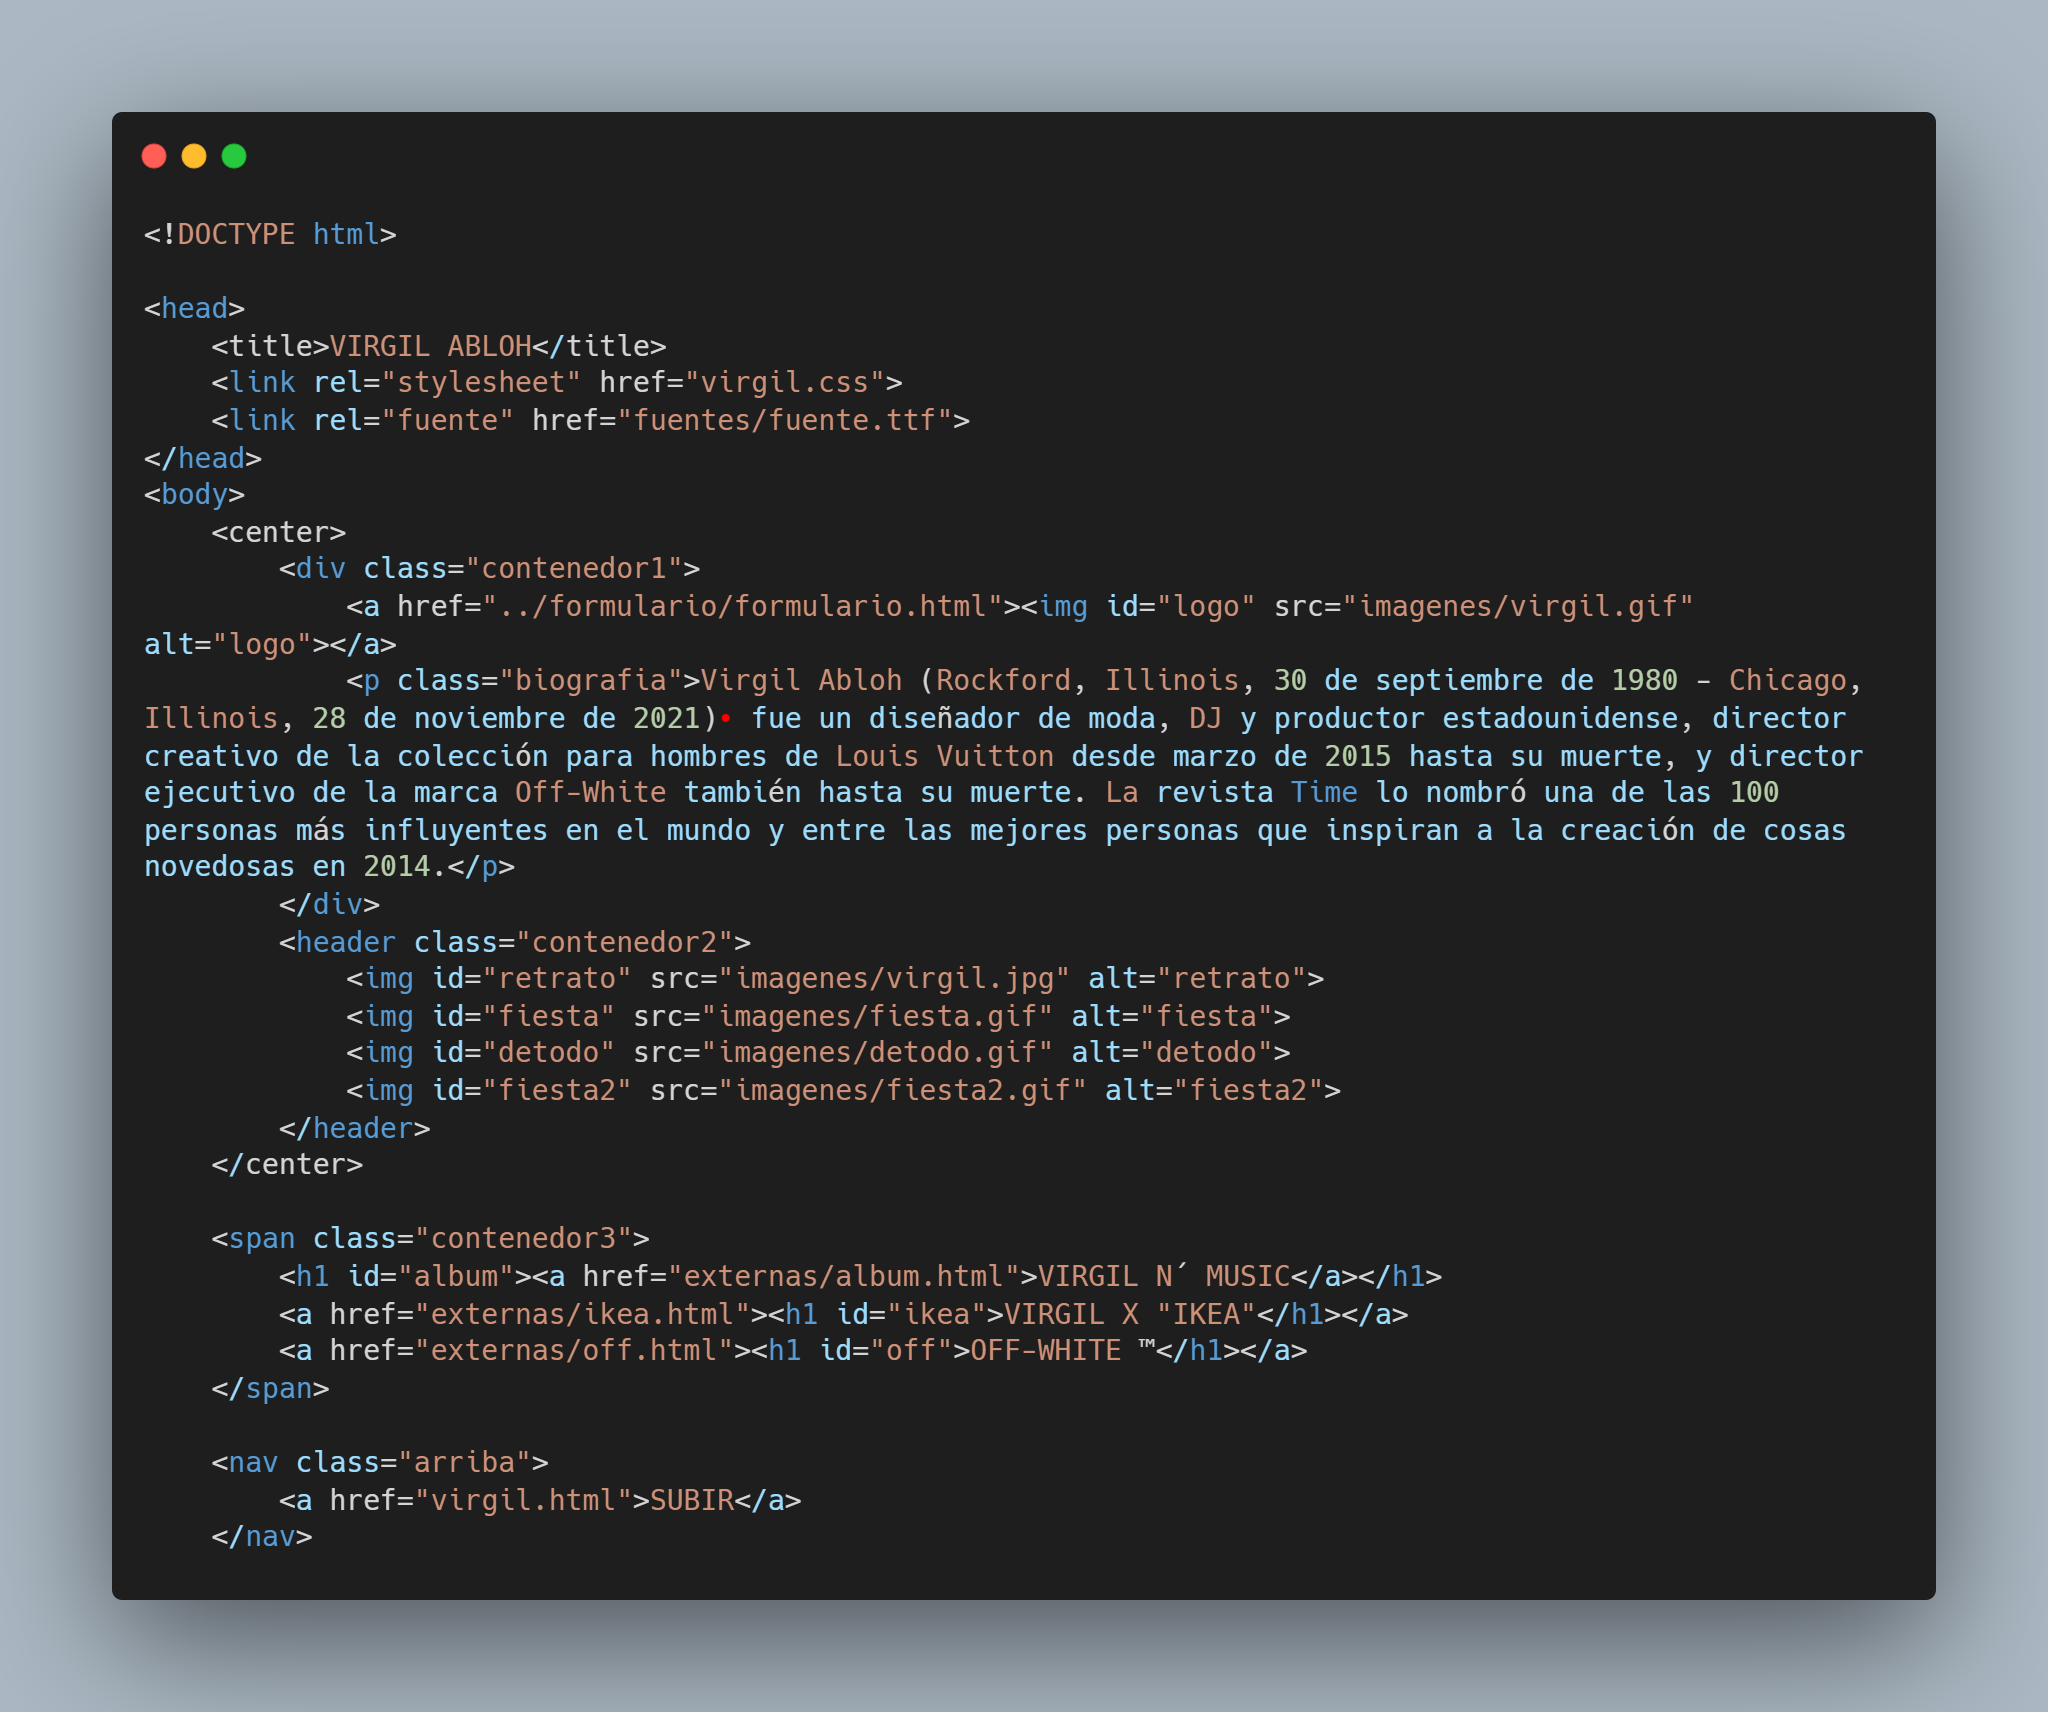 <!DOCTYPE html>

<head>
    <title>VIRGIL ABLOH</title>
    <link rel="stylesheet" href="virgil.css">
    <link rel="fuente" href="fuentes/fuente.ttf">
</head>
<body>
    <center>
        <div class="contenedor1">
            <a href="../formulario/formulario.html"><img id="logo" src="imagenes/virgil.gif"
alt="logo"></a>
            <p class="biografia">Virgil Abloh (Rockford, Illinois, 30 de septiembre de 1980 - Chicago,
Illinois, 28 de noviembre de 2021)• fue un diseñador de moda, DJ y productor estadounidense, director
creativo de la colección para hombres de Louis Vuitton desde marzo de 2015 hasta su muerte, y director
ejecutivo de la marca Off-White también hasta su muerte. La revista Time lo nombró una de las 100
personas más influyentes en el mundo y entre las mejores personas que inspiran a la creación de cosas
novedosas en 2014.</p>
        </div>
        <header class="contenedor2">
            <img id="retrato" src="imagenes/virgil.jpg" alt="retrato">
            <img id="fiesta" src="imagenes/fiesta.gif" alt="fiesta">
            <img id="detodo" src="imagenes/detodo.gif" alt="detodo">
            <img id="fiesta2" src="imagenes/fiesta2.gif" alt="fiesta2">
        </header>
    </center>

    <span class="contenedor3">
        <h1 id="album"><a href="externas/album.html">VIRGIL N´ MUSIC</a></h1>
        <a href="externas/ikea.html"><h1 id="ikea">VIRGIL X "IKEA"</h1></a>
        <a href="externas/off.html"><h1 id="off">OFF-WHITE ™</h1></a>
    </span>

    <nav class="arriba">
        <a href="virgil.html">SUBIR</a>
    </nav>